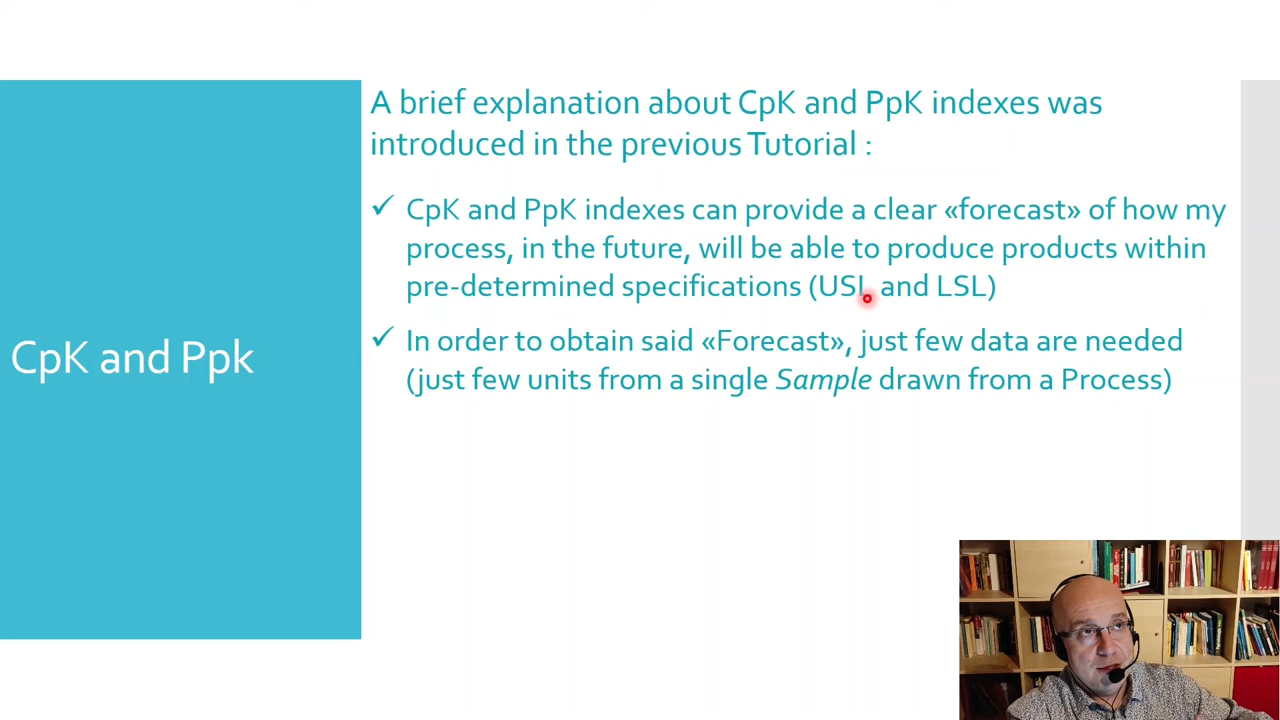 A brief explanation about CpK and PpK indexes was
introduced in the previous Tutorial :
CpK and PpK indexes can provide a clear «forecast» of how my
process, in the future, will be able to produce products within
pre-determined specifications (USL and LSL)
In order to obtain said «Forecast», just few data are needed
(just few units from a single Sample drawn from a Process)
CpK and Ppk